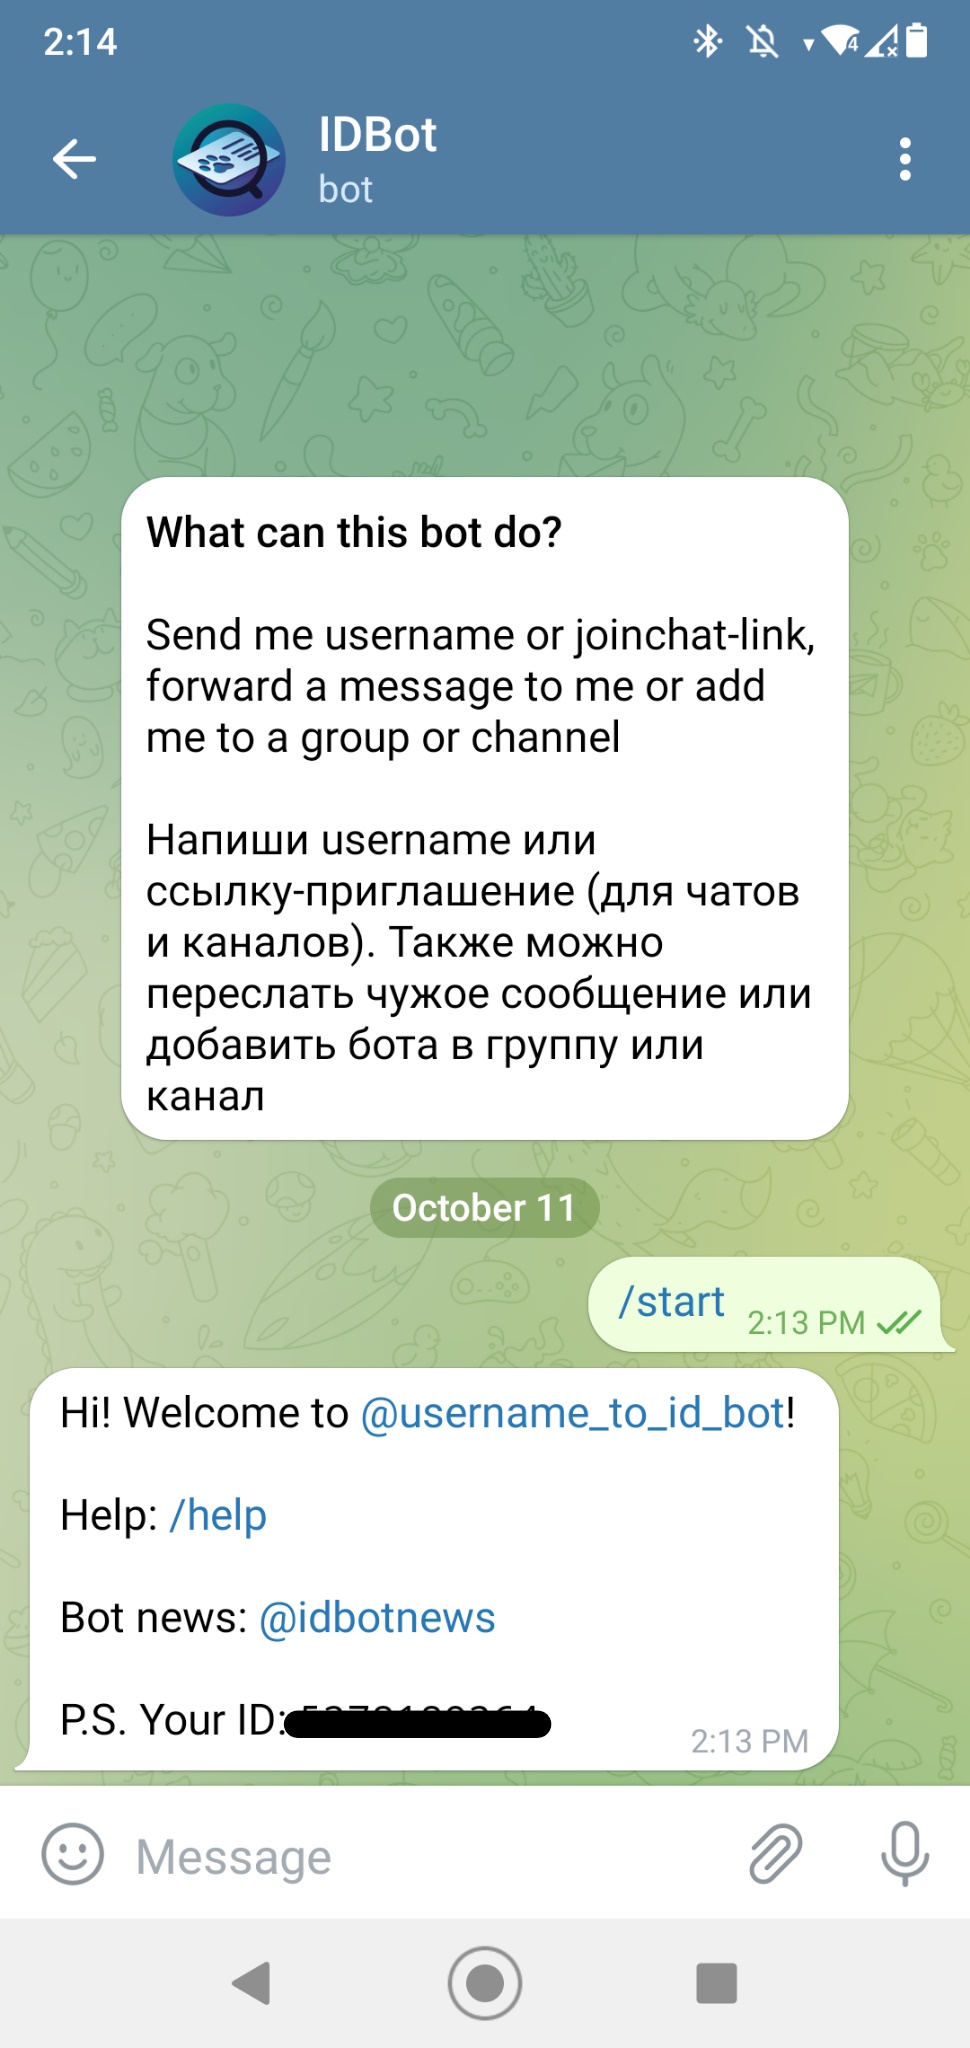 2:14
4
IDBot
bot
What can this bot do?
Send me username or joinchat-link,
forward a message to me or add
me to a group or channel
Напиши username или
ссылку-приглашение (для чатов
и каналов). Также можно
переслать чужое сообщение или
добавить бота в группу или
канал
October 11
/start 2:13 PM
Hi! Welcome to @username_to_id_bot!
Help: /help
Bot news: @idbotnews
P.S. Your ID:
2:13 PM
Message